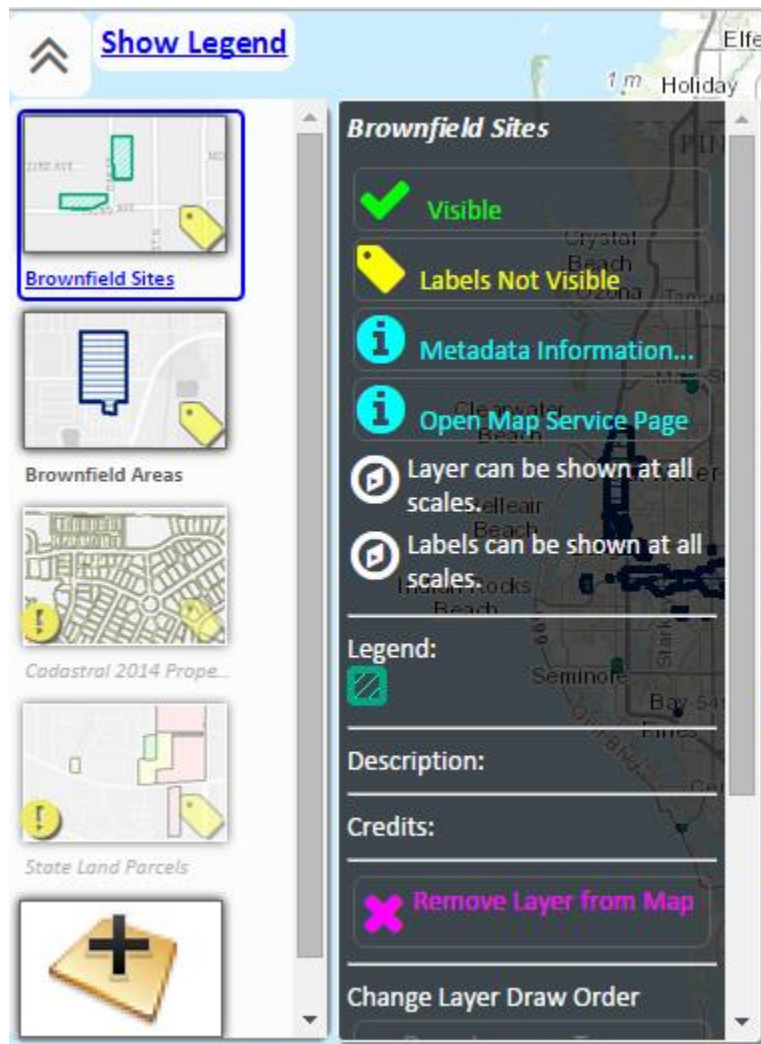 Show Legend
Elfe
1 m
Holiday
Brownfield Sites
Brownfield Areas
Cadastral 2014 Prope...
State Land Parcels
Brownfield Sites
Visible
Labels Not Visible
Metadata Information...
Open Map Service Page
Layer can be shown at all
scales.
Labels can be shown at all
scales.
Legend:
Description:
Credits:
Remove Layer from Map
Change Layer Draw Order
Crystal
Beach
Ozona
Clearwater
Beach
Belleair
Beach
Indian Rocks
Beach
Seminole